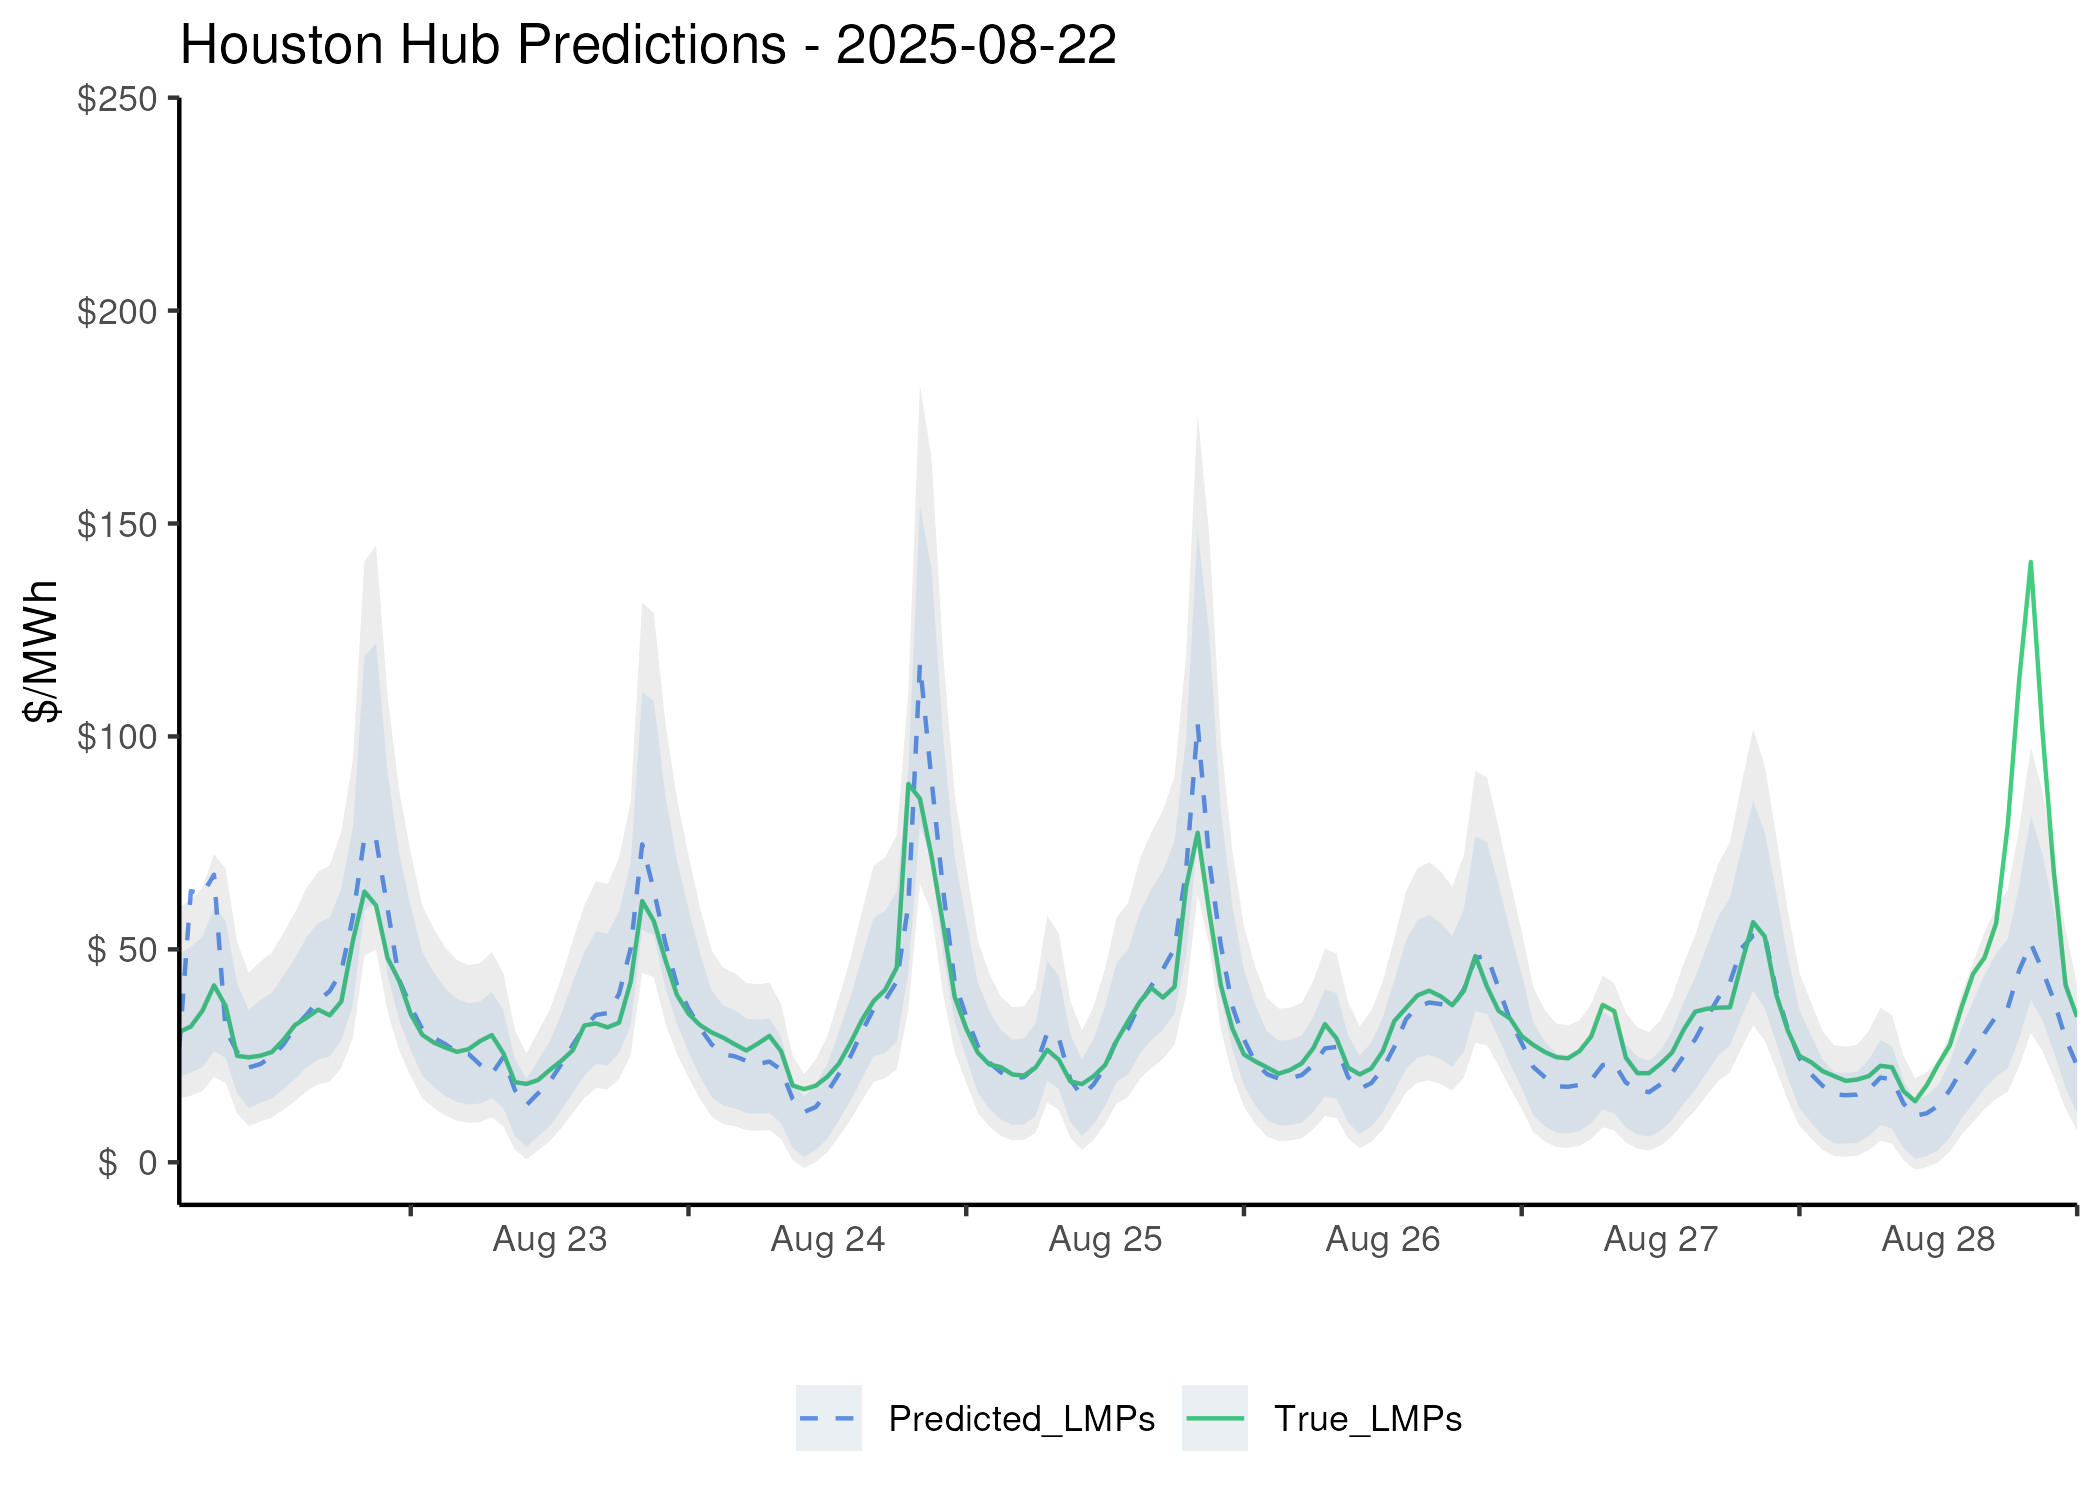 Houston Hub Predictions - 2025-08-22
$250
$200
$150
$100
$ 50
$  0
$/MWh
Aug 23
Aug 24
Aug 25
Aug 26
Aug 27
Aug 28
Predicted_LMPs
True_LMPs